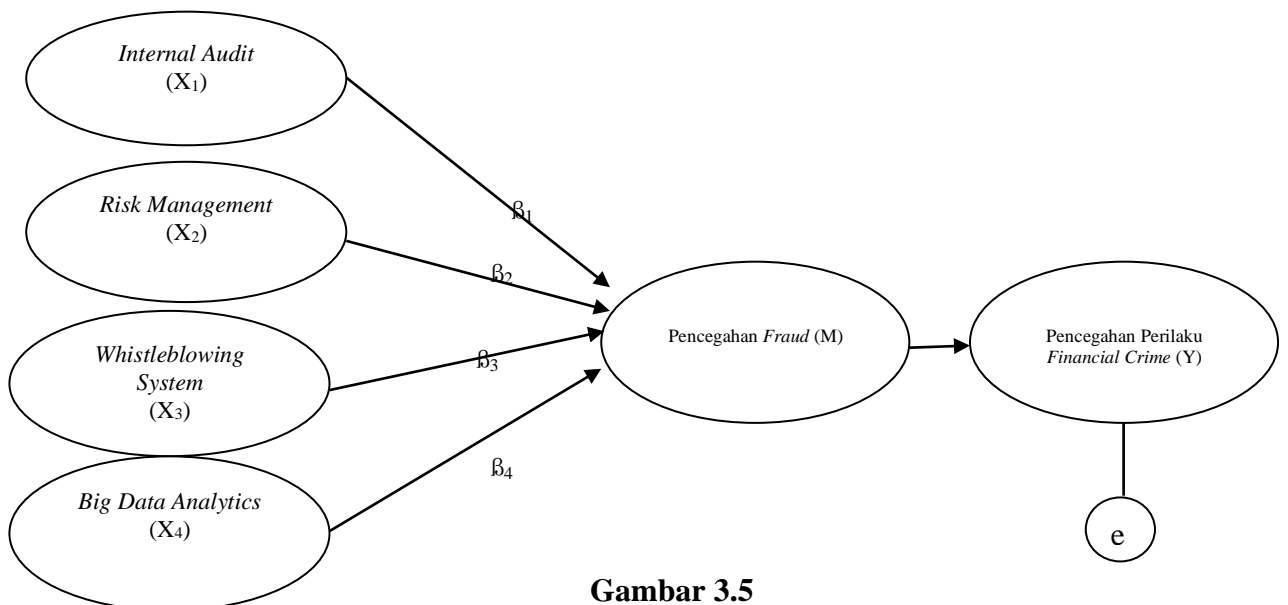 Internal Audit
(X₁)
Risk Management
(X₂)
Whistleblowing
System
(X₃)
Big Data Analytics
(X₄)
ß₁
ß₂
ß₃
ß₄
Pencegahan Fraud (M)
Pencegahan Perilaku
Financial Crime (Y)
e
Gambar 3.5